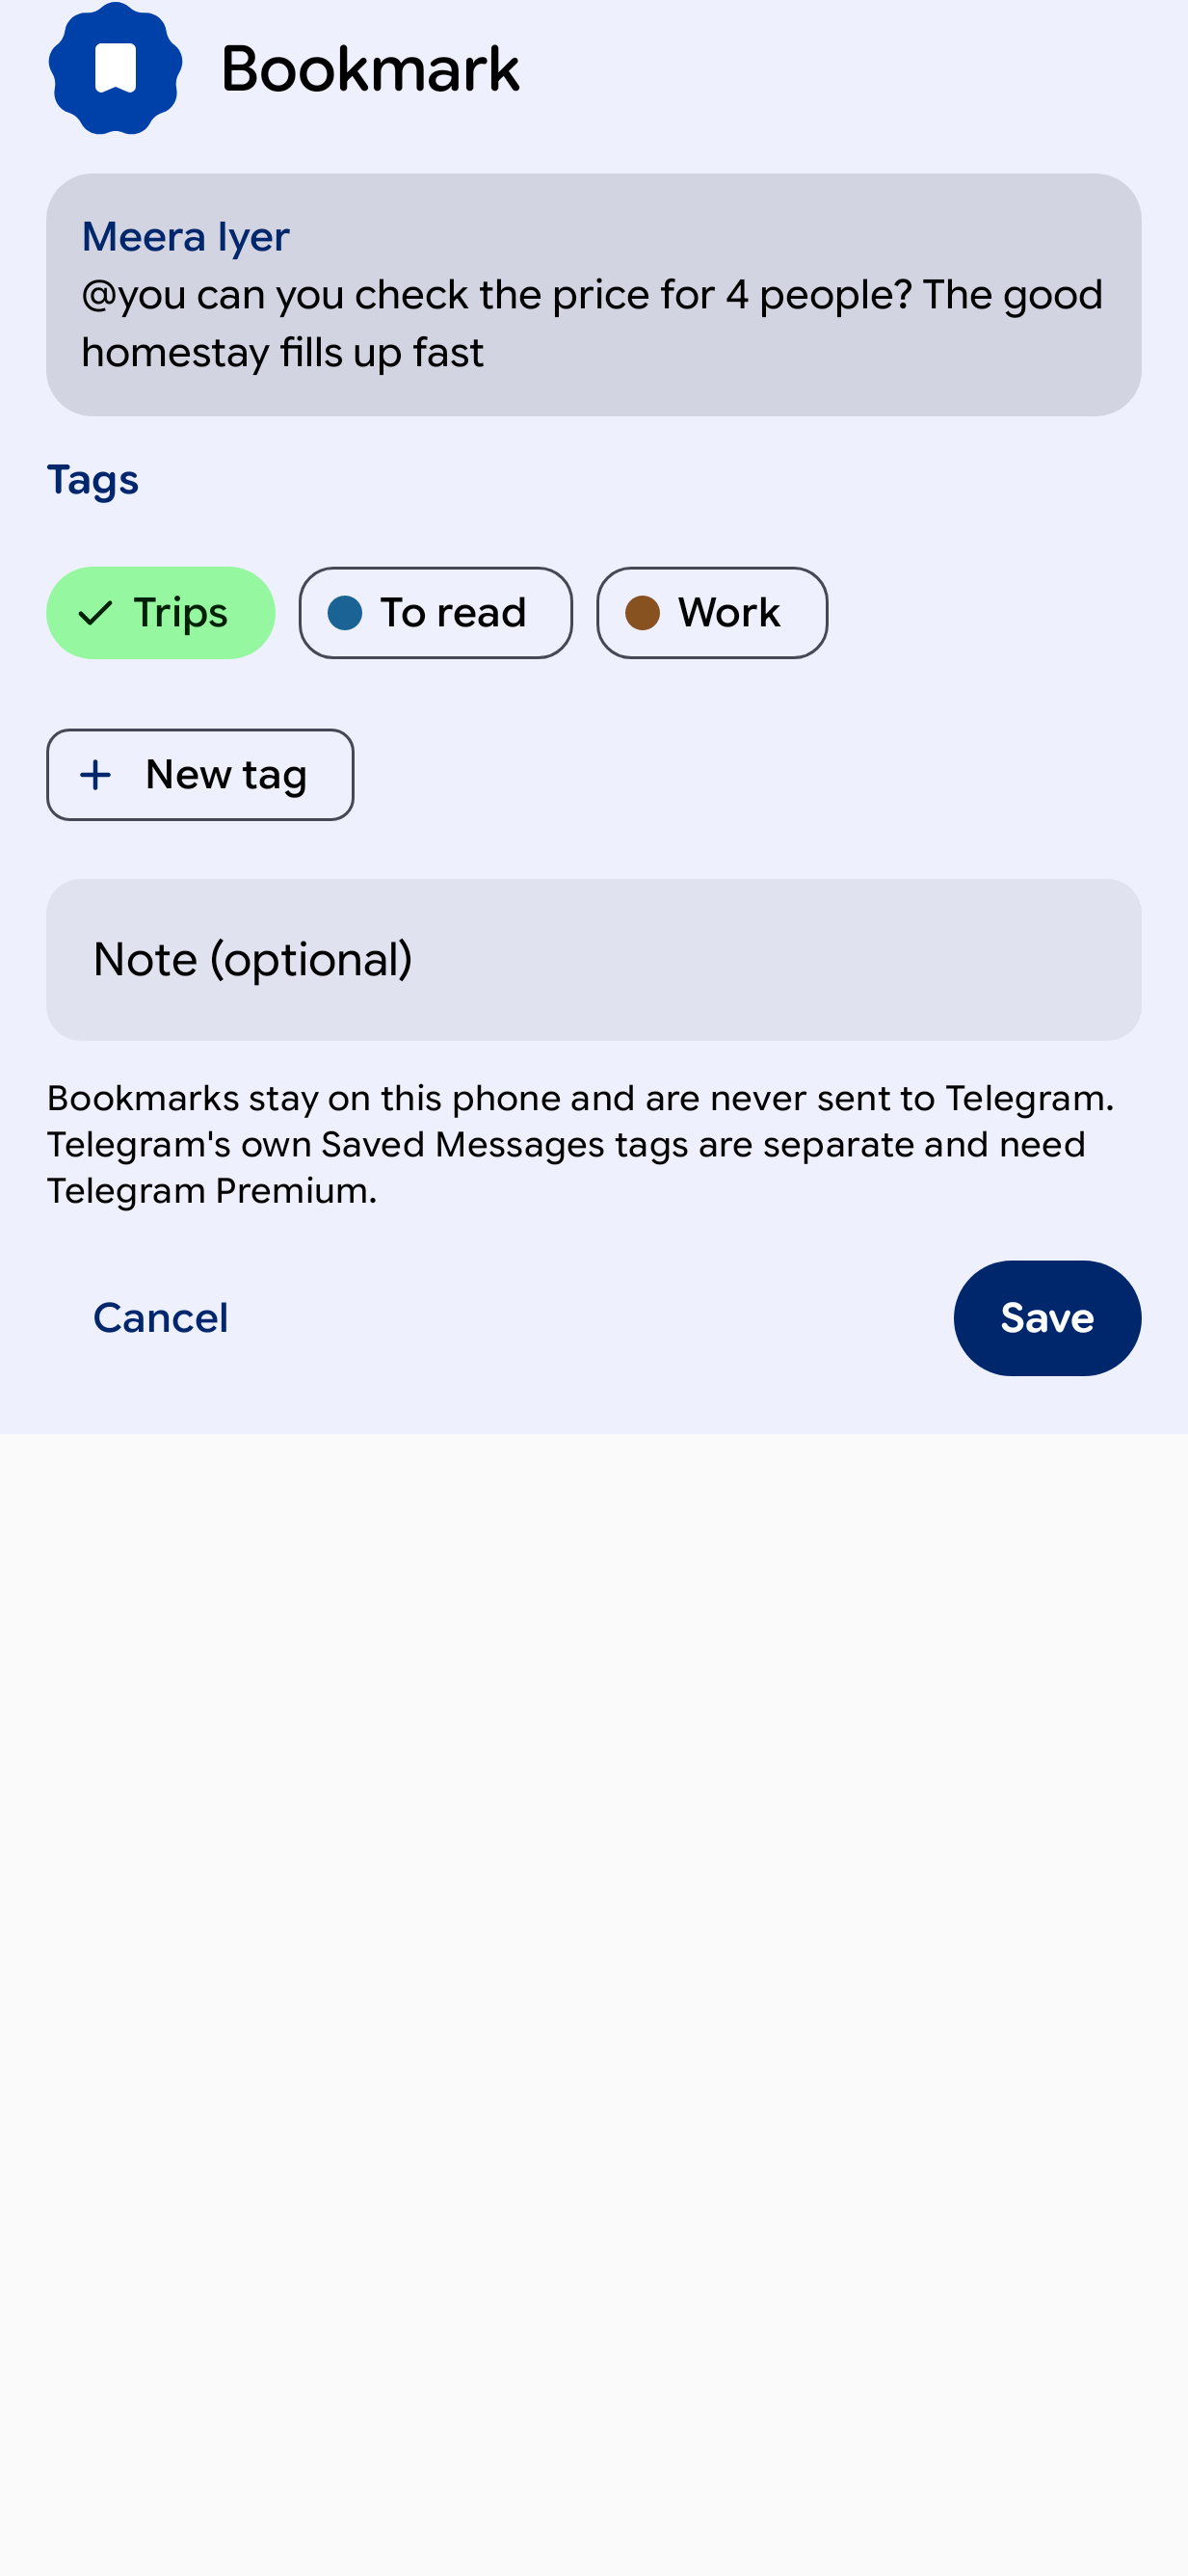 Bookmark
Meera Iyer
@you can you check the price for 4 people? The good
homestay fills up fast
Tags
Trips
To read
Work
New tag
Note (optional)
Bookmarks stay on this phone and are never sent to Telegram.
Telegram's own Saved Messages tags are separate and need
Telegram Premium.
Cancel
Save